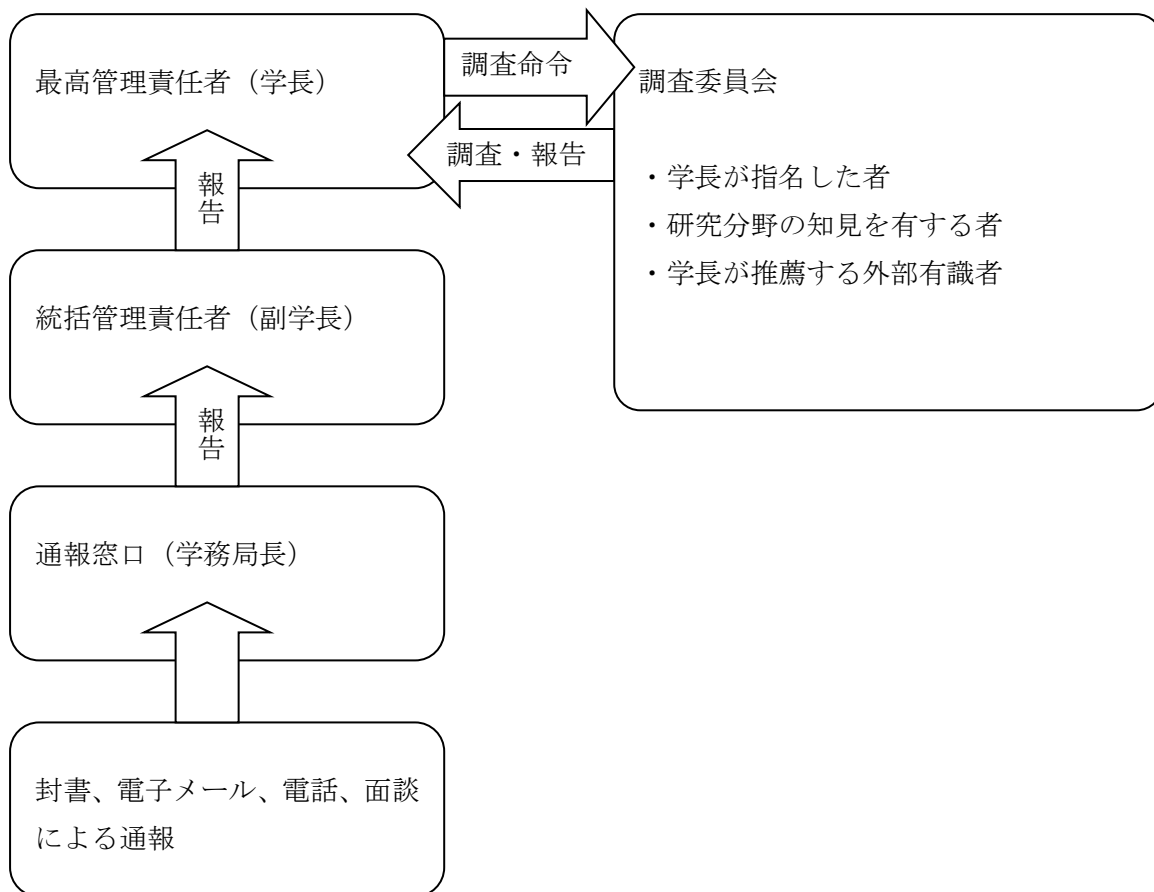 最高管理責任者（学長）
調査命令
調査・報告
調査委員会
・学長が指名した者
・研究分野の知見を有する者
・学長が推薦する外部有識者
報告
統括管理責任者（副学長）
報告
通報窓口（学務局長）
封書、電子メール、電話、面談
による通報